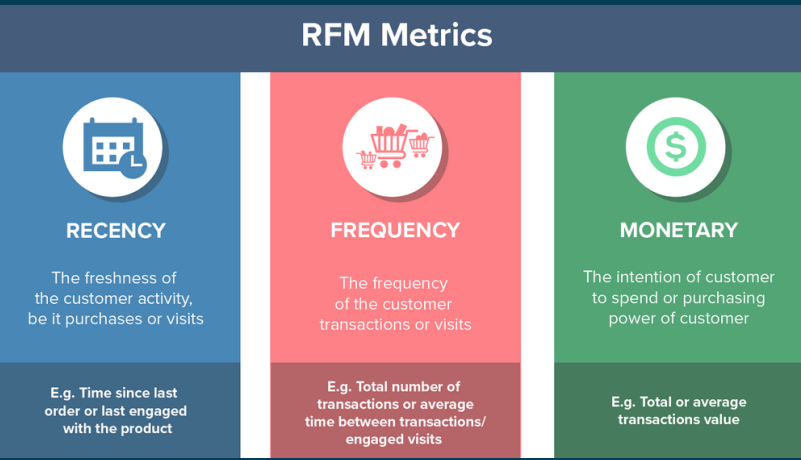 RFM Metrics
RECENCY
The freshness of
the customer activity,
be it purchases or visits
E.g. Time since last
order or last engaged
with the product
FREQUENCY
The frequency
of the customer
transactions or visits
E.g. Total number of
transactions or average
time between transactions/
engaged visits
MONETARY
The intention of customer
to spend or purchasing
power of customer
E.g. Total or average
transactions value